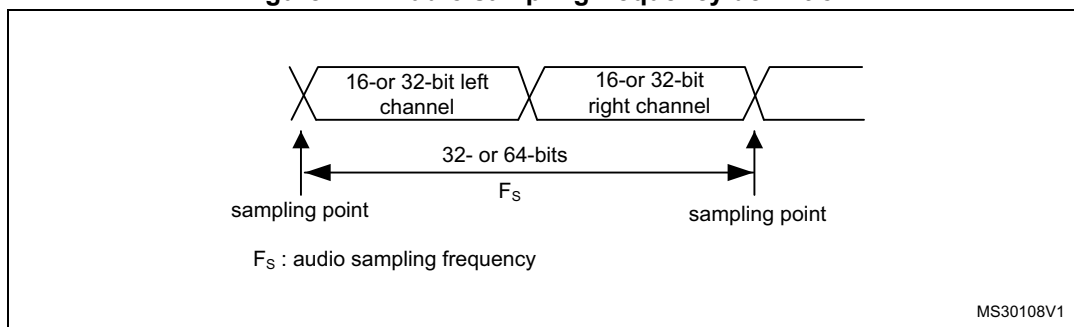 16-or 32-bit left
channel
16-or 32-bit
right channel
32- or 64-bits
FS
sampling point
sampling point
FS : audio sampling frequency
MS30108V1